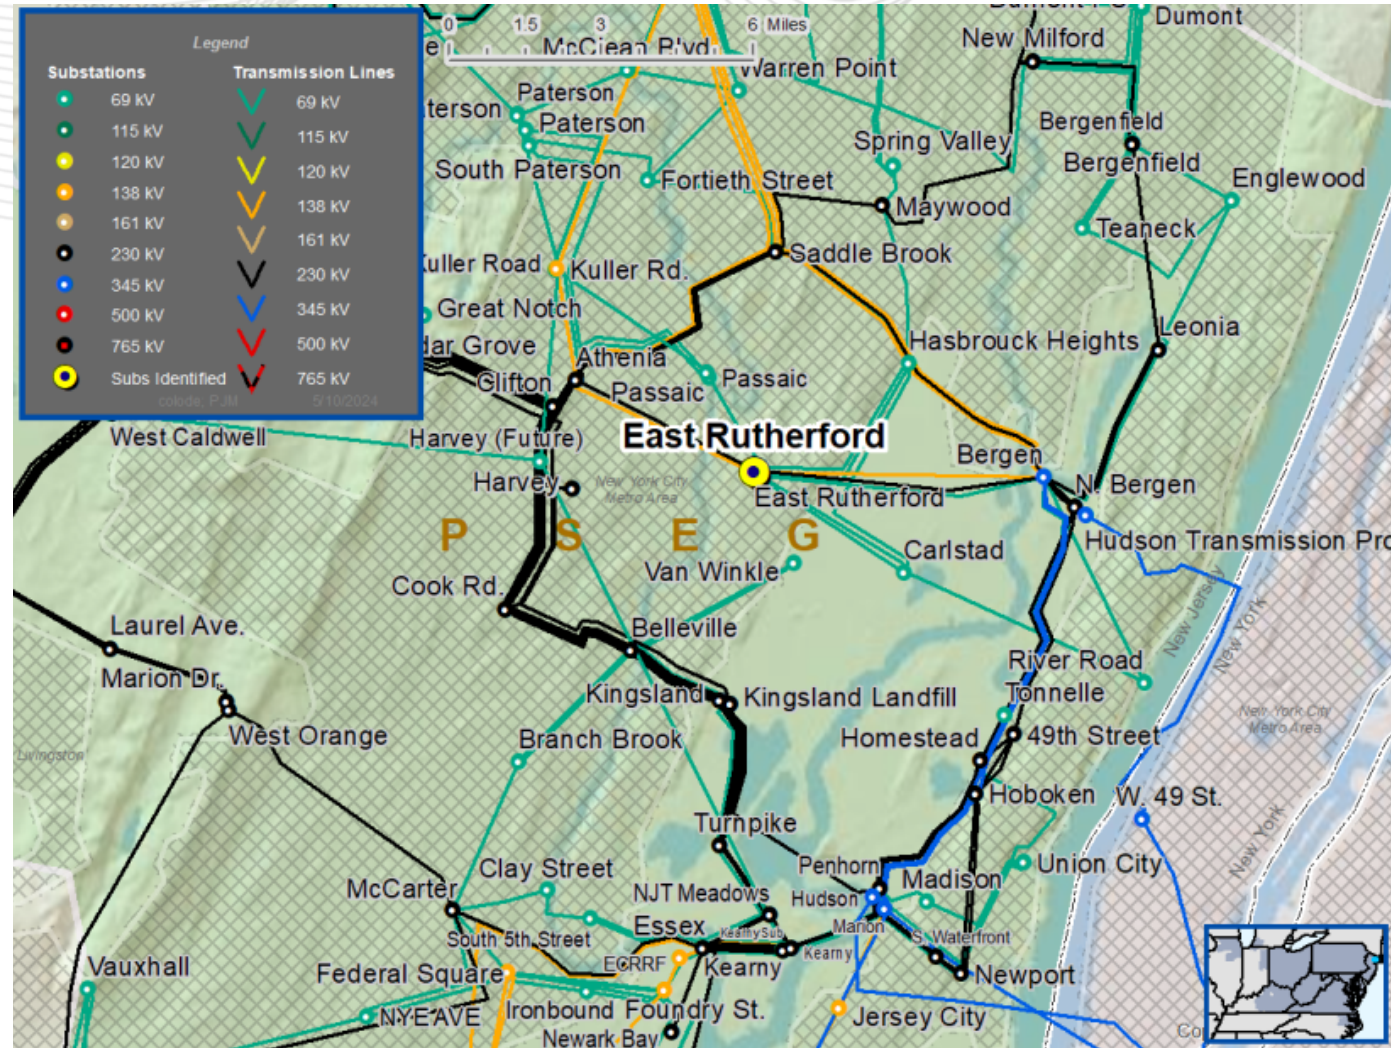 Legend
Substations
Transmission Lines
69 kV
69 kV
115 kV
115 kV
120 kV
120 kV
138 kV
138 kV
161 kV
161 kV
230 kV
230 kV
345 kV
345 kV
500 kV
500 kV
765 kV
765 kV
Subs Identified
5/10/2024
0 1.5 3 6 Miles
Dumont
New Milford
McClean Blvd.
Warren Point
Paterson
terson
Paterson
Bergenfield
Spring Valley
Bergenfield
South Paterson
Fortieth Street
Englewood
Maywood
Teaneck
Saddle Brook
Kuller Road
Kuller Rd.
Great Notch
Leonia
dar Grove
Hasbrouck Heights
Athenia
Clifton
Passaic
Passaic
West Caldwell
Harvey (Future)
East Rutherford
Bergen
Harvey
New York City
Metro Area
East Rutherford
N. Bergen
P S E G
Hudson Transmission Pro
Carlstad
Van Winkle
Cook Rd.
New Jersey
New York
Laurel Ave.
Belleville
Marion Dr.
River Road
Kingsland
Kingsland Landfill
Tonnelle
West Orange
Branch Brook
Homestead
49th Street
New York City
Metro Area
Livingston
Hoboken
W. 49 St.
Turnpike
New York
Clay Street
Penhorn
Union City
McCarter
NJT Meadows
Hudson
Madison
Essex
Kearny Sub
Marion
South 5th Street
Kearny
S. Waterfront
Vauxhall
Federal Square
ECRRF
Kearny
Newport
Ironbound
Foundry St.
NYE AVE
Jersey City
Newark Bay